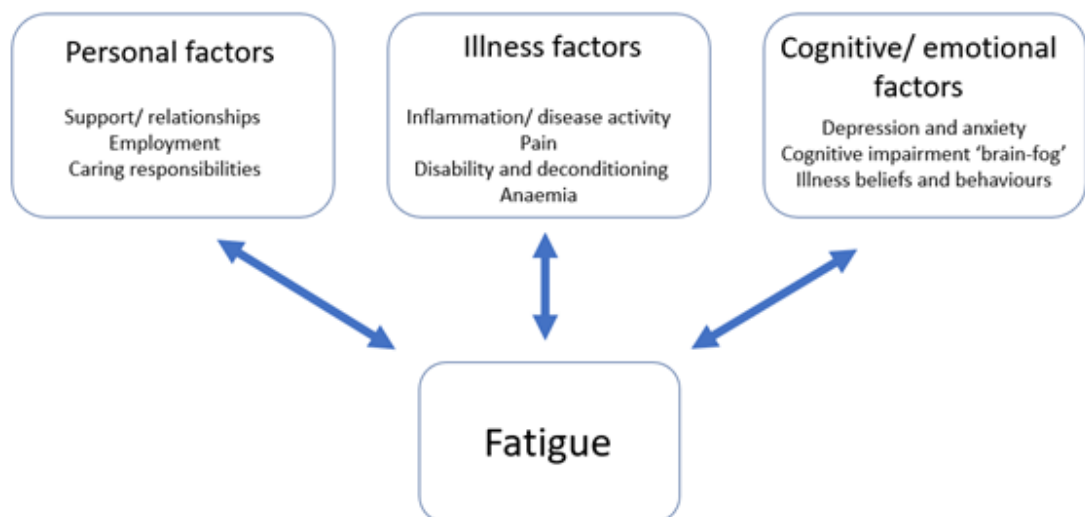 Personal factors
Support/ relationships
Employment
Caring responsibilities
Illness factors
Inflammation/ disease activity
Pain
Disability and deconditioning
Anaemia
Cognitive/ emotional
factors
Depression and anxiety
Cognitive impairment ‘brain-fog’
Illness beliefs and behaviours
Fatigue